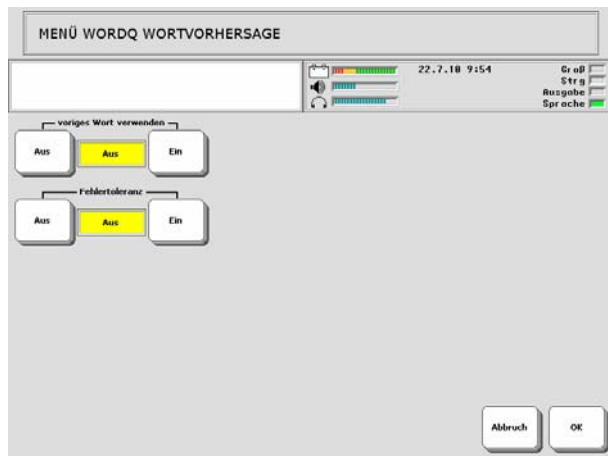 MENÜ WORDQ WORTVORHERSAGE
22.7.10 9:54
Groß
Strg
Ausgabe
Sprache
voriges Wort verwenden
Aus Aus Ein
Fehlertoleranz
Aus Aus Ein
Abbruch OK